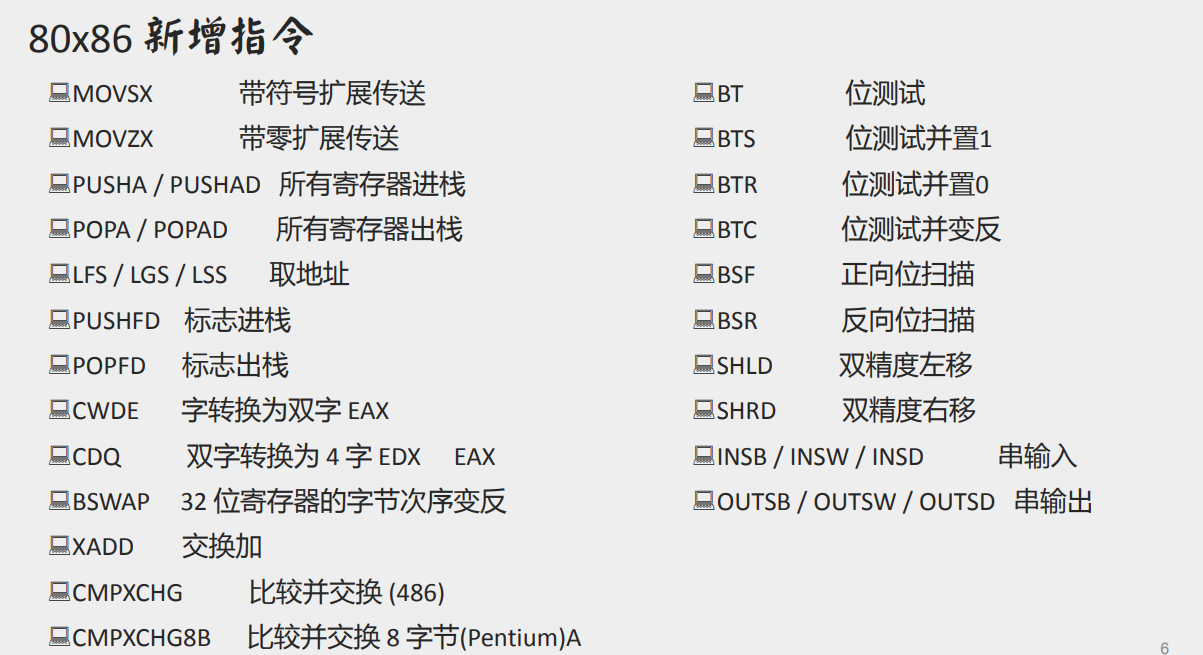 80x86 新增指令
MOVSX 带符号扩展传送
MOVZX 带零扩展传送
PUSHA / PUSHAD 所有寄存器进栈
POPA / POPAD 所有寄存器出栈
LFS / LGS / LSS 取地址
PUSHFD 标志进栈
POPFD 标志出栈
CWDE 字转换为双字 EAX
CDQ 双字转换为 4 字 EDX EAX
BSWAP 32 位寄存器的字节次序变反
XADD 交换加
CMPXCHG 比较并交换 (486)
CMPXCHG8B 比较并交换 8 字节(Pentium)A
BT 位测试
BTS 位测试并置1
BTR 位测试并置0
BTC 位测试并变反
BSF 正向位扫描
BSR 反向位扫描
SHLD 双精度左移
SHRD 双精度右移
INSB / INSW / INSD 串输入
OUTSB / OUTSW / OUTSD 串输出
6